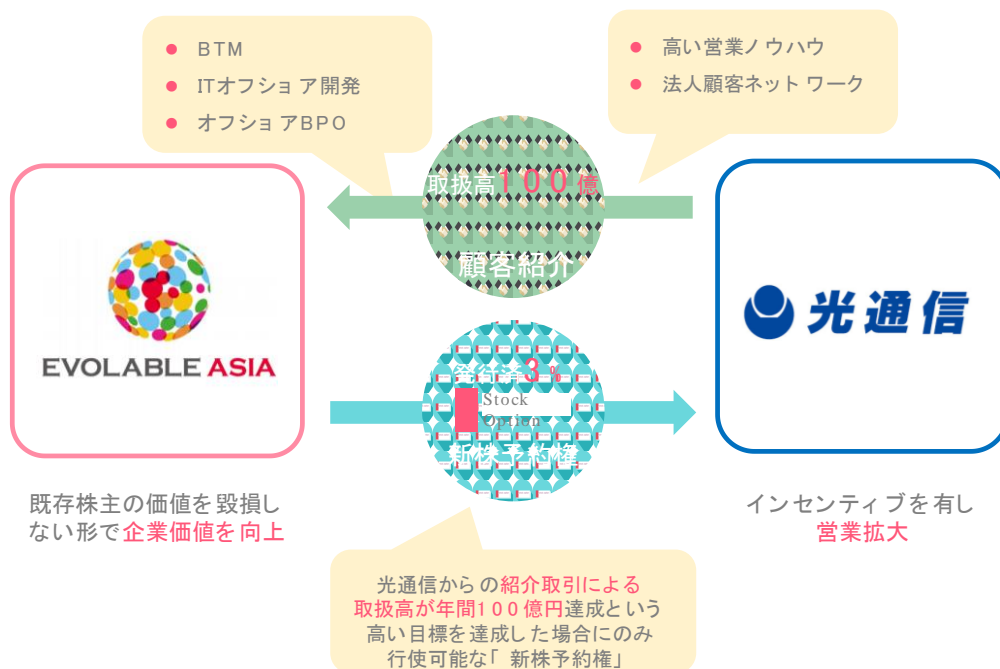 BTM
ITオフショア開発
オフショアBPO
高い営業ノウハウ
法人顧客ネットワーク
取扱高100億
顧客紹介
EVOLABLE ASIA
光通信
発行済3%
Stock
Option
新株予約権
既存株主の価値を毀損し
ない形で企業価値を向上
インセンティブを有し
営業拡大
光通信からの紹介取引による
取扱高が年間100億円達成という
高い目標を達成した場合にのみ
行使可能な「新株予約権」